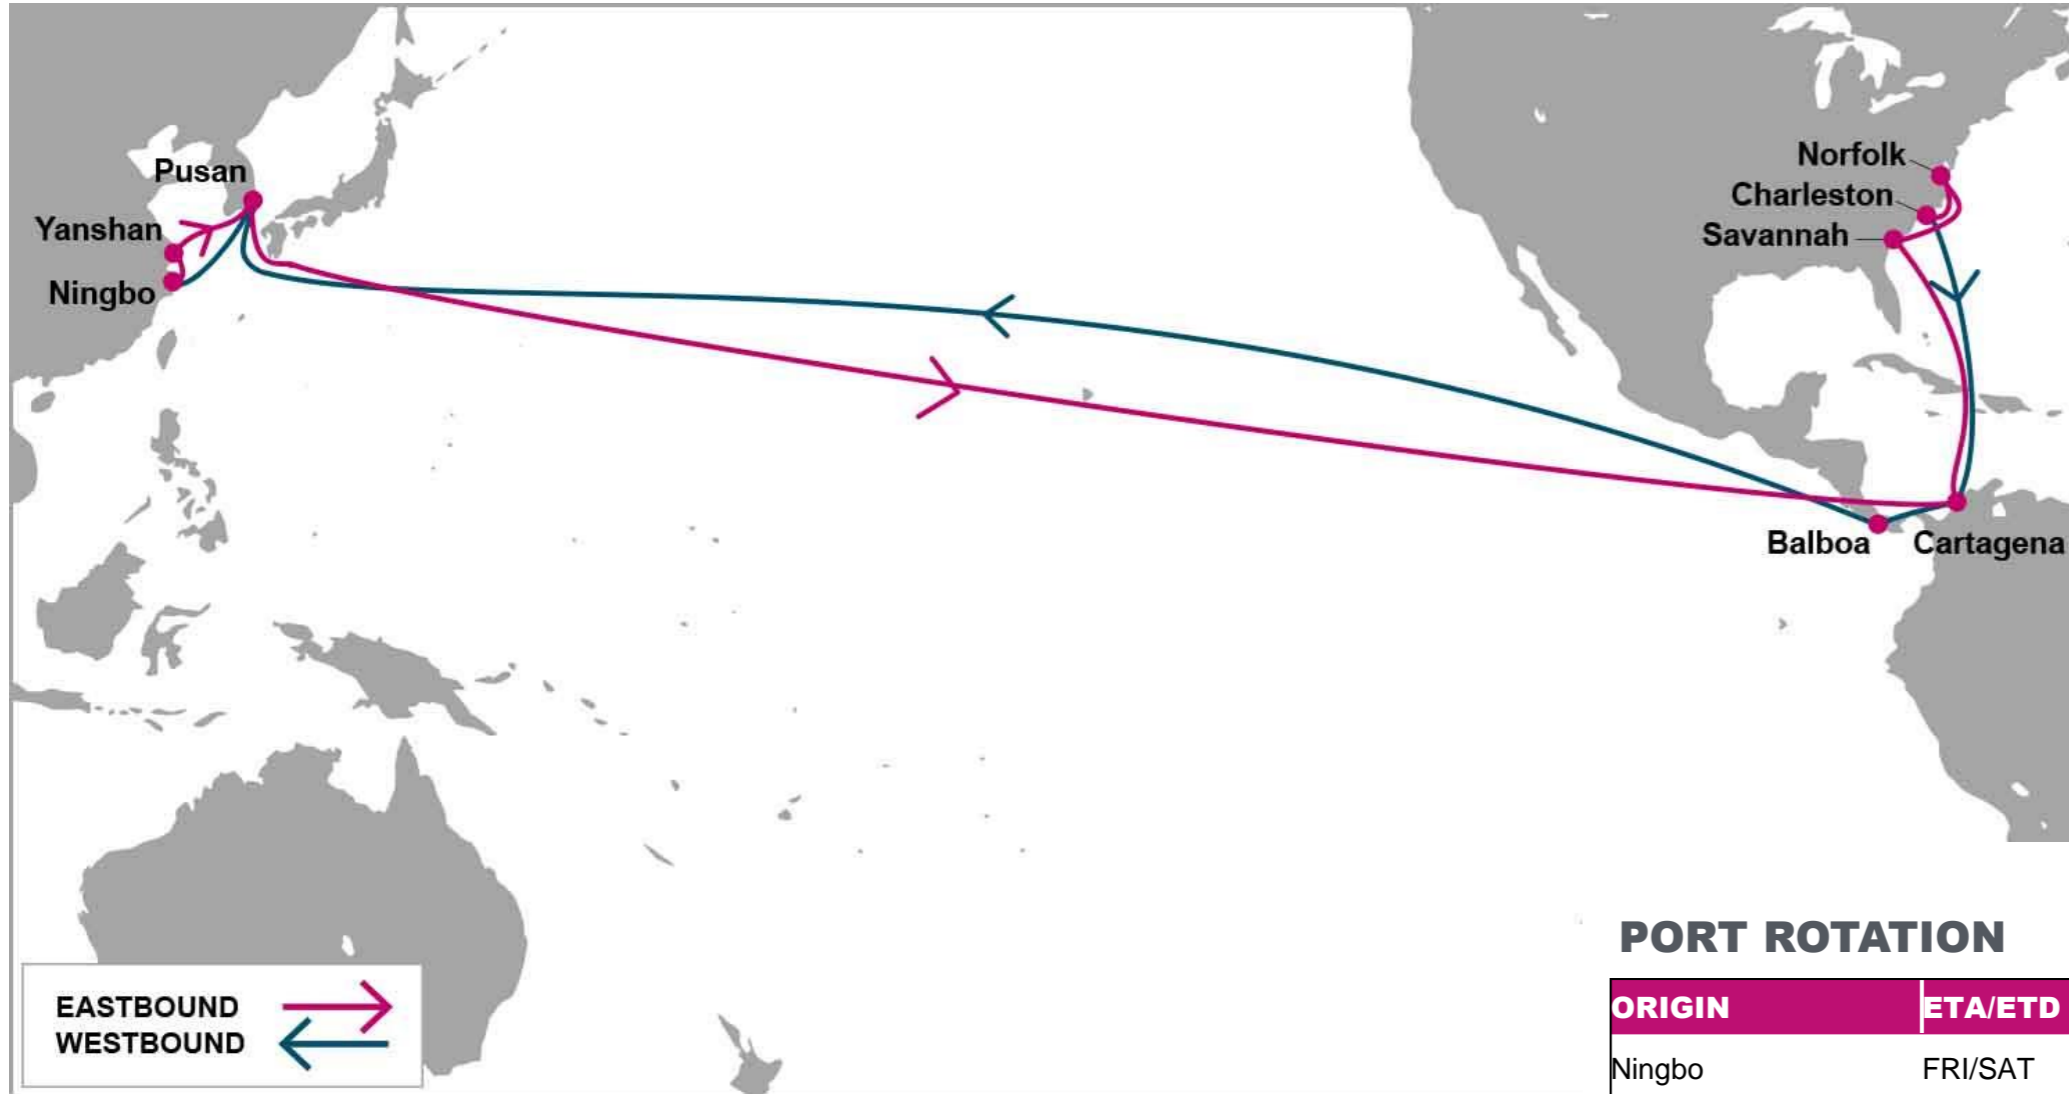 Pusan
Yanshan
Ningbo
Norfolk
Charleston
Savannah
Balboa
Cartagena
EASTBOUND
WESTBOUND
PORT ROTATION
ORIGIN ETA/ETD
Ningbo FRI/SAT